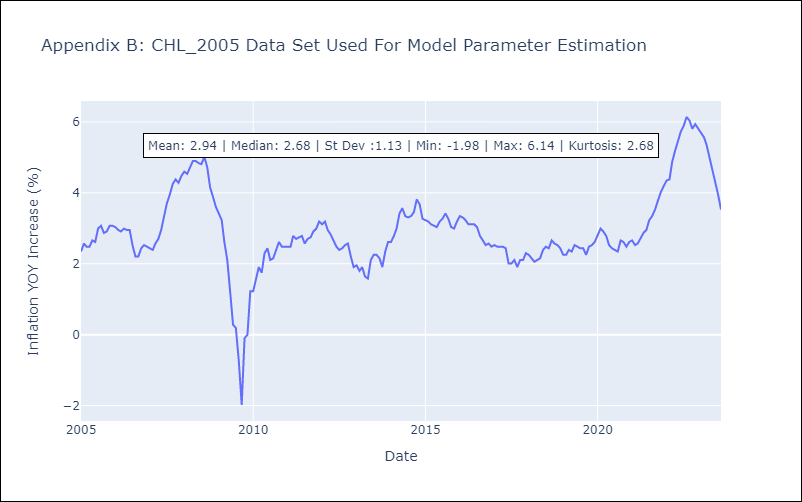 Appendix B: CHL_2005 Data Set Used For Model Parameter Estimation
Inflation YOY Increase (%)
6
4
2
0
−2
Mean: 2.94 | Median: 2.68 | St Dev :1.13 | Min: -1.98 | Max: 6.14 | Kurtosis: 2.68
2005
2010
2015
2020
Date